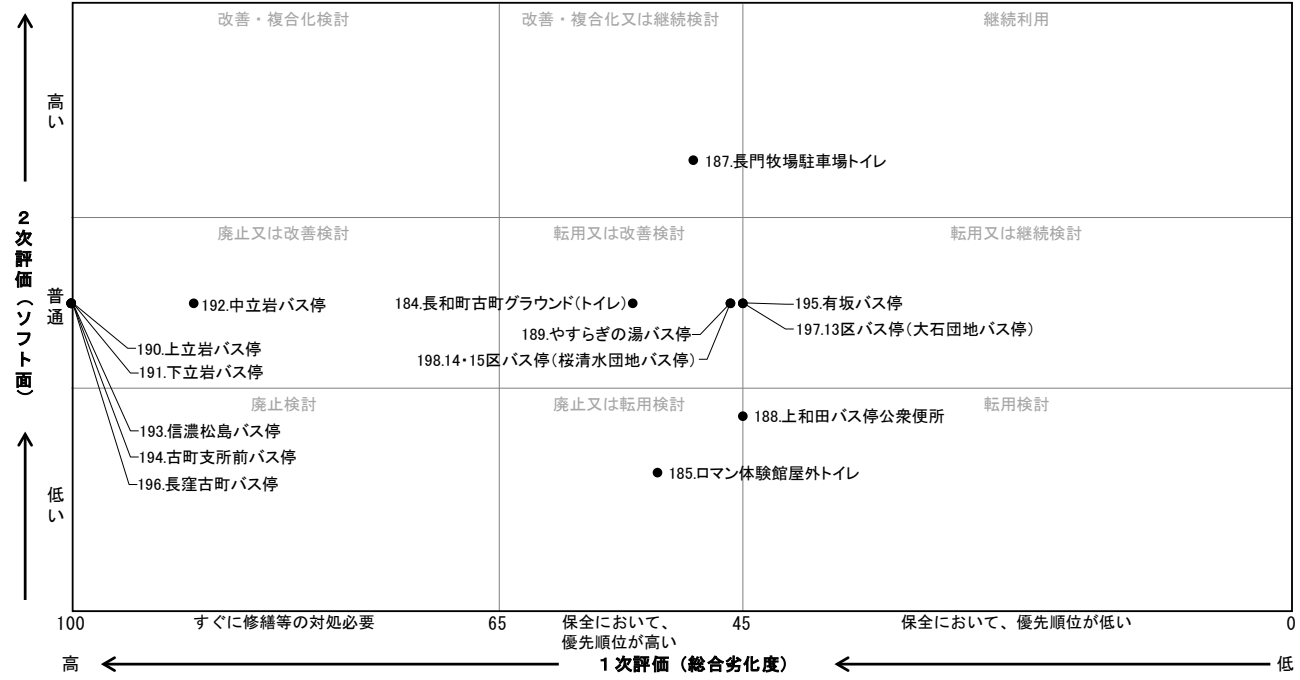 改善・複合化検討
改善・複合化又は継続検討
継続利用
高い
187.長門牧場駐車場トイレ
2次評価（ソフト面）
廃止又は改善検討
転用又は改善検討
転用又は継続検討
普通
192.中立岩バス停
184.長和町古町グラウンド（トイレ）
195.有坂バス停
197.13区バス停（大石団地バス停）
189.やすらぎの湯バス停
198.14・15区バス停（桜清水団地バス停）
190.上立岩バス停
191.下立岩バス停
廃止検討
廃止又は転用検討
転用検討
193.信濃松島バス停
194.古町支所前バス停
196.長窪古町バス停
188.上和田バス停公衆便所
185.ロマン体験館屋外トイレ
低い
100
すぐに修繕等の対処必要
65
保全において、
優先順位が高い
45
保全において、優先順位が低い
0
高
1次評価（総合劣化度）
低